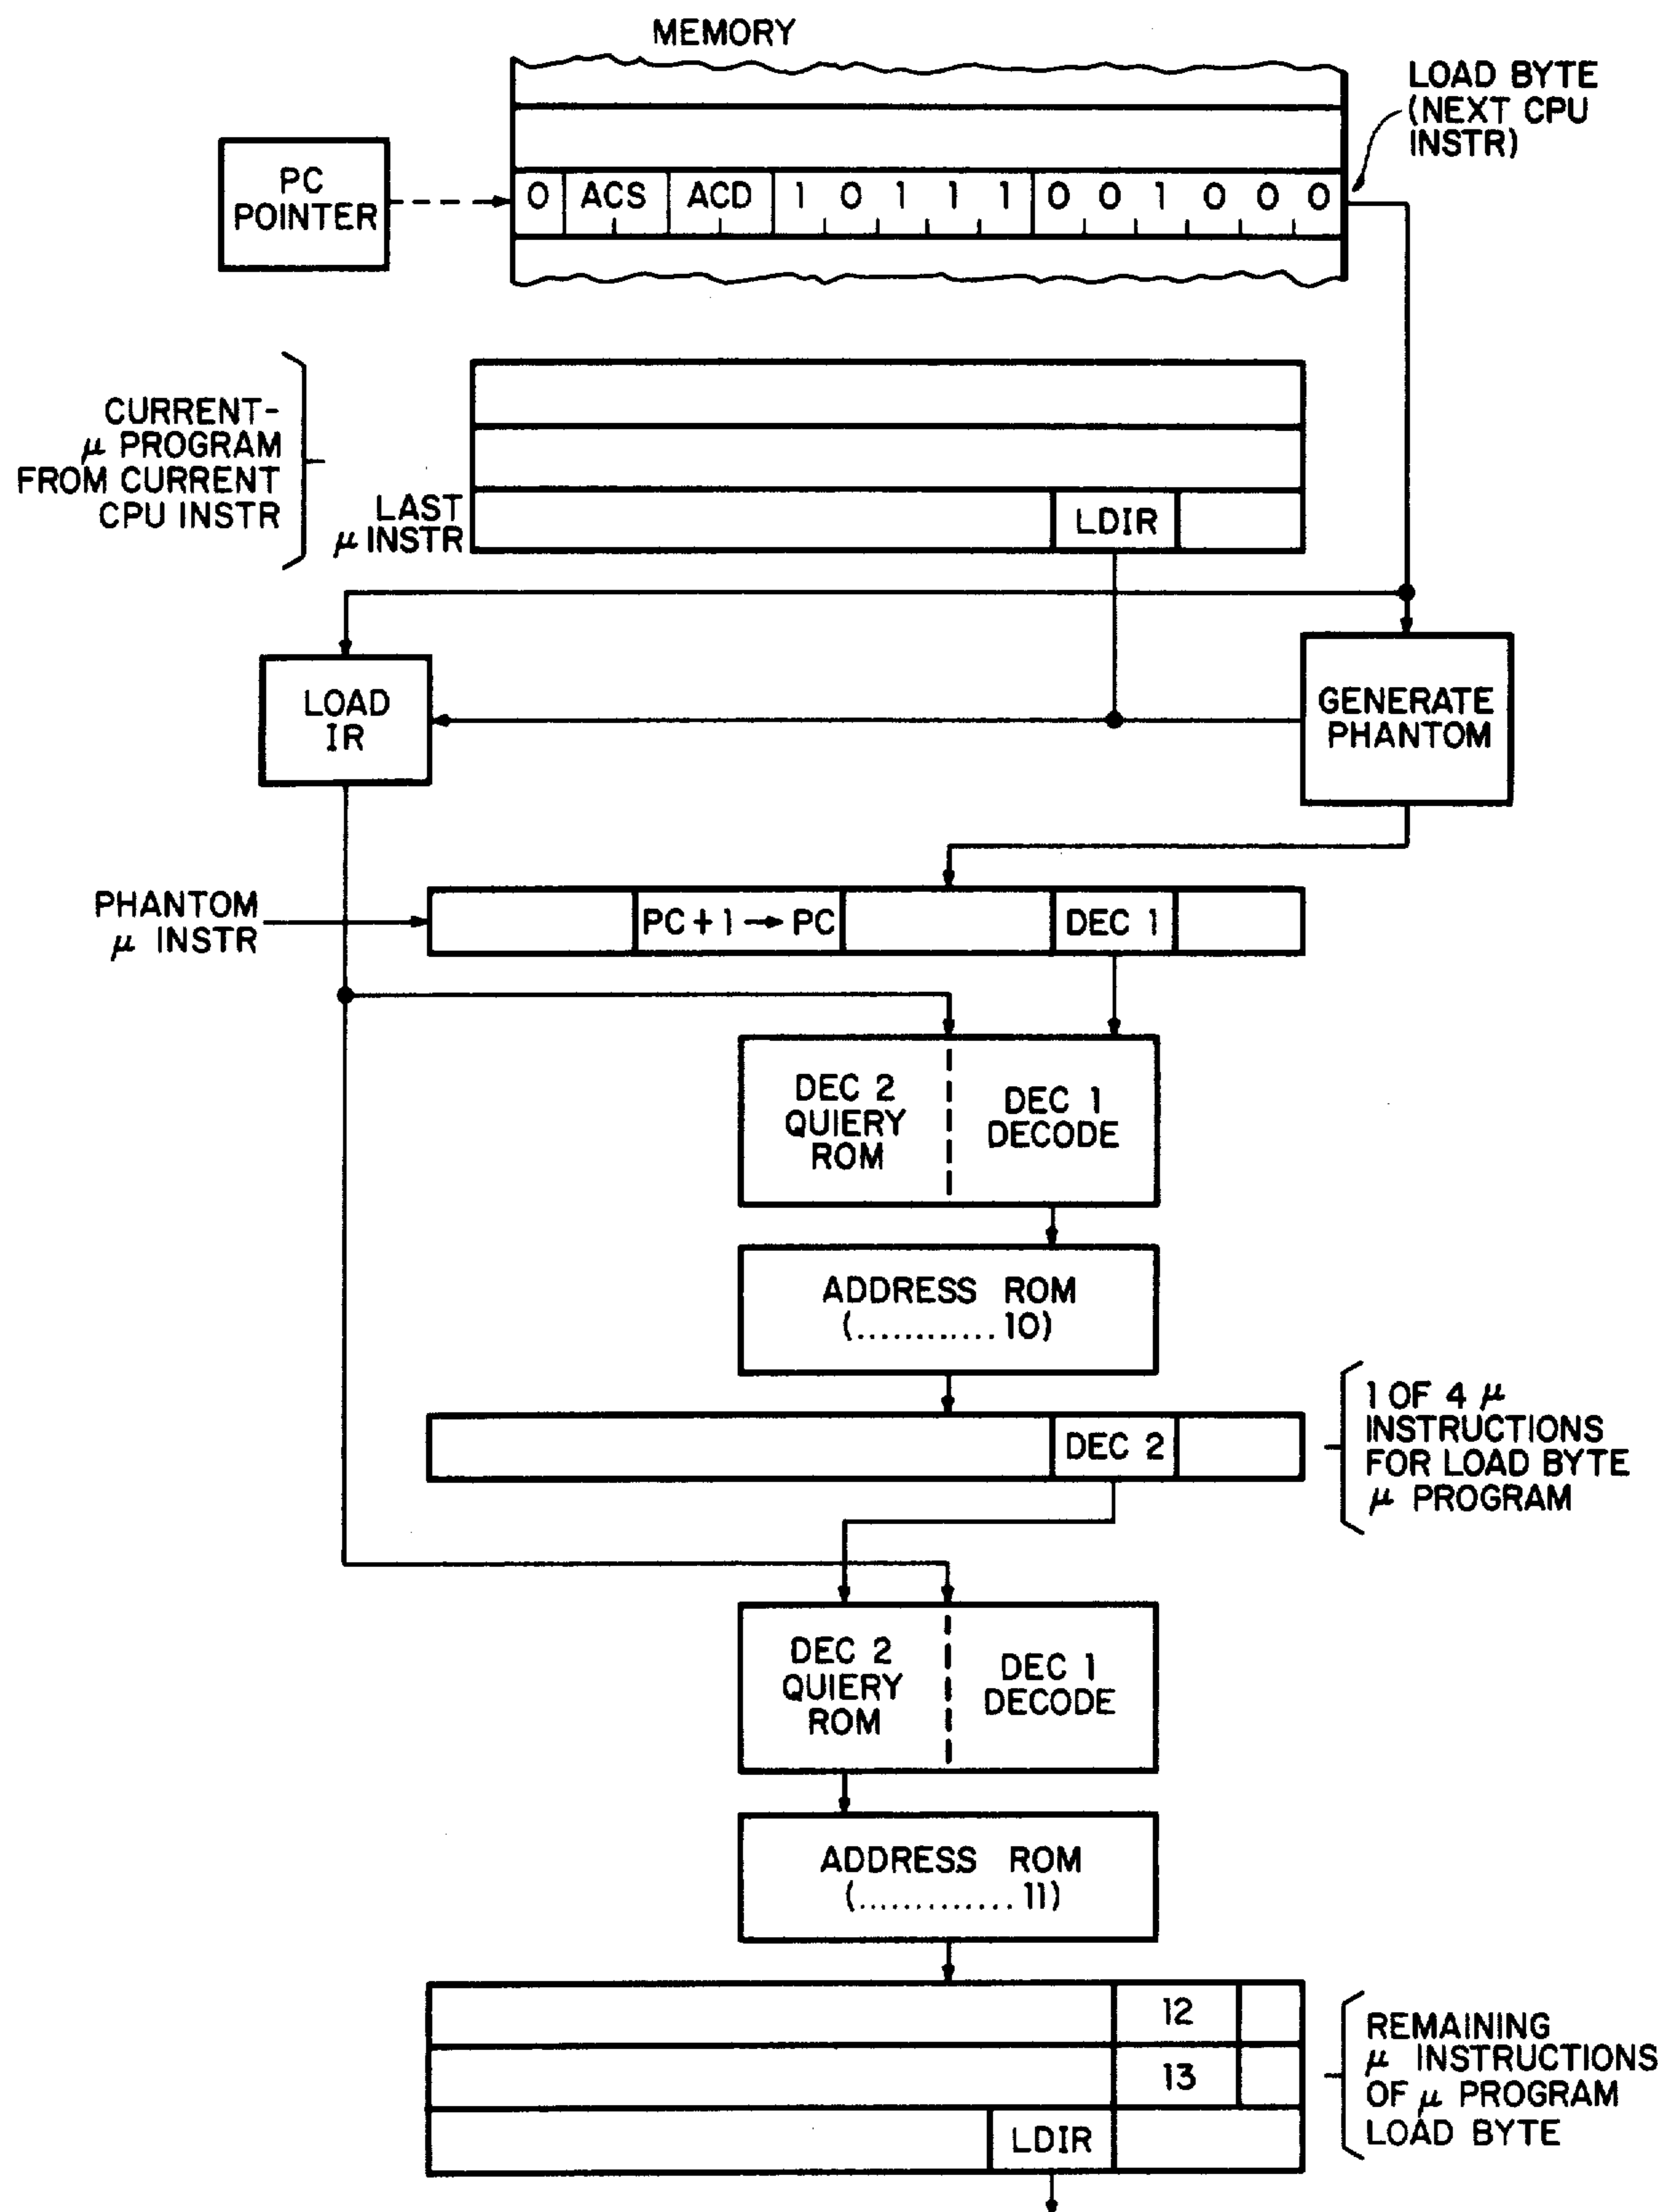 MEMORY
LOAD BYTE
(NEXT CPU
INSTR)
PC
POINTER
0 ACS ACD 1 0 1 1 1 0 0 1 0 0 0
CURRENT-
μ PROGRAM
FROM CURRENT
CPU INSTR
LAST
μ INSTR
LDIR
LOAD
IR
GENERATE
PHANTOM
PHANTOM
μ INSTR
PC+1→PC
DEC 1
DEC 2
QUIERY
ROM
DEC 1
DECODE
ADDRESS ROM
(............10)
DEC 2
1 OF 4 μ
INSTRUCTIONS
FOR LOAD BYTE
μ PROGRAM
DEC 2
QUIERY
ROM
DEC 1
DECODE
ADDRESS ROM
(.............11)
12
13
LDIR
REMAINING
μ INSTRUCTIONS
OF μ PROGRAM
LOAD BYTE